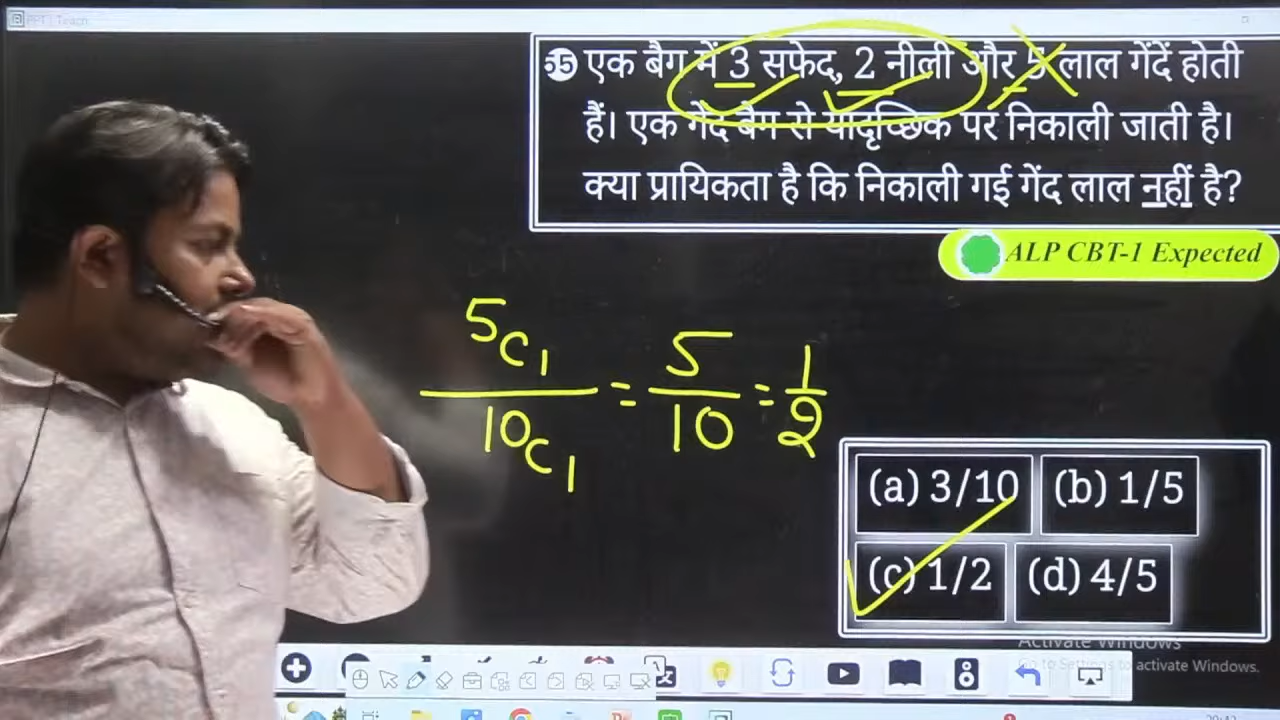 PPT | Teach
55 एक बैग में 3 सफेद, 2 नीली और 5 लाल गेंदें होती
हैं। एक गेंद बैग से यादृच्छिक पर निकाली जाती है।
क्या प्रायिकता है कि निकाली गई गेंद लाल नहीं है?
ALP CBT-1 Expected
⁵C₁ / ¹⁰C₁ = 5/10 = 1/2
(a) 3/10 (b) 1/5
(c) 1/2 (d) 4/5
Activate Windows
Go to Settings to activate Windows.